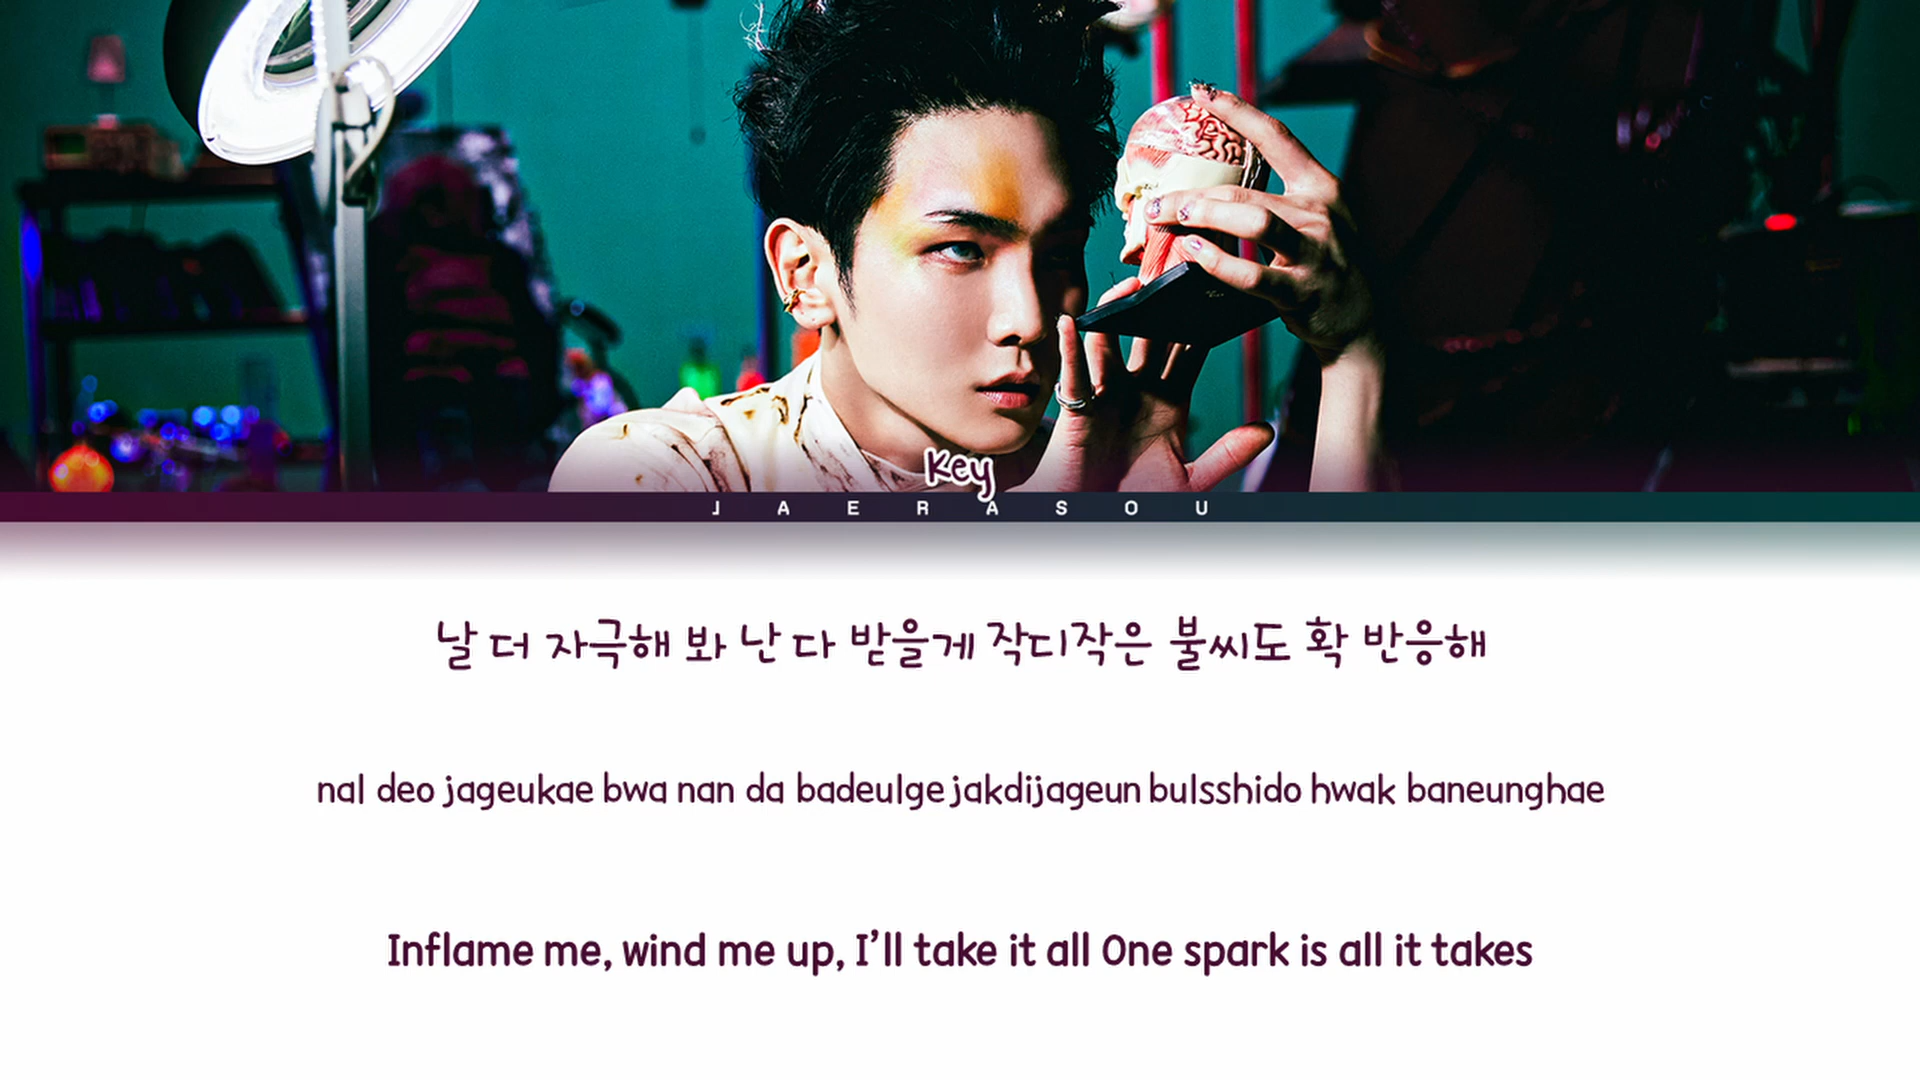 Key
JAERASOU
날 더 자극해 봐 난 다 받을게 작디작은 불씨도 확 반응해
nal deo jageukae bwa nan da badeulge jakdijageun bulsshido hwak baneunghae
Inflame me, wind me up, I’ll take it all One spark is all it takes